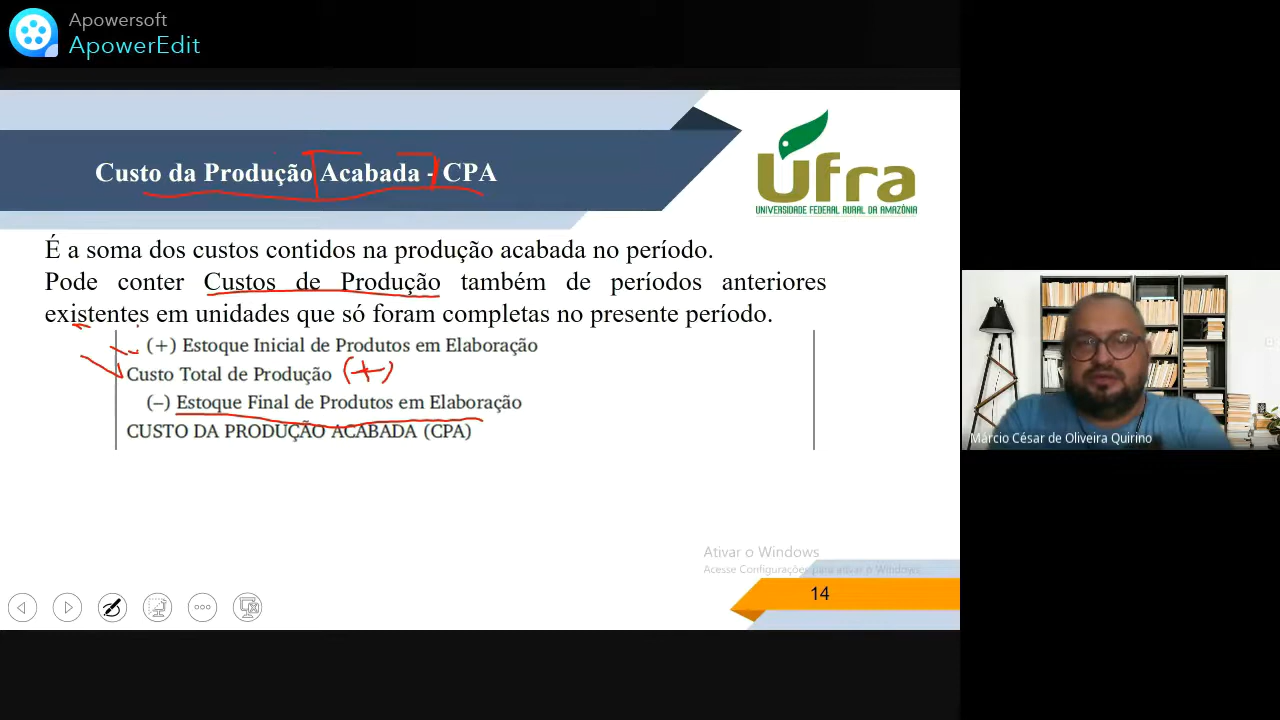 Apowersoft
ApowerEdit
Custo da Produção Acabada - CPA
Ufra
UNIVERSIDADE FEDERAL RURAL DA AMAZÔNIA
É a soma dos custos contidos na produção acabada no período.
Pode conter Custos de Produção também de períodos anteriores
existentes em unidades que só foram completas no presente período.
(+) Estoque Inicial de Produtos em Elaboração
Custo Total de Produção (+)
(–) Estoque Final de Produtos em Elaboração
CUSTO DA PRODUÇÃO ACABADA (CPA)
Márcio César de Oliveira Quirino
Ativar o Windows
Acesse Configurações para ativar o Windows.
14